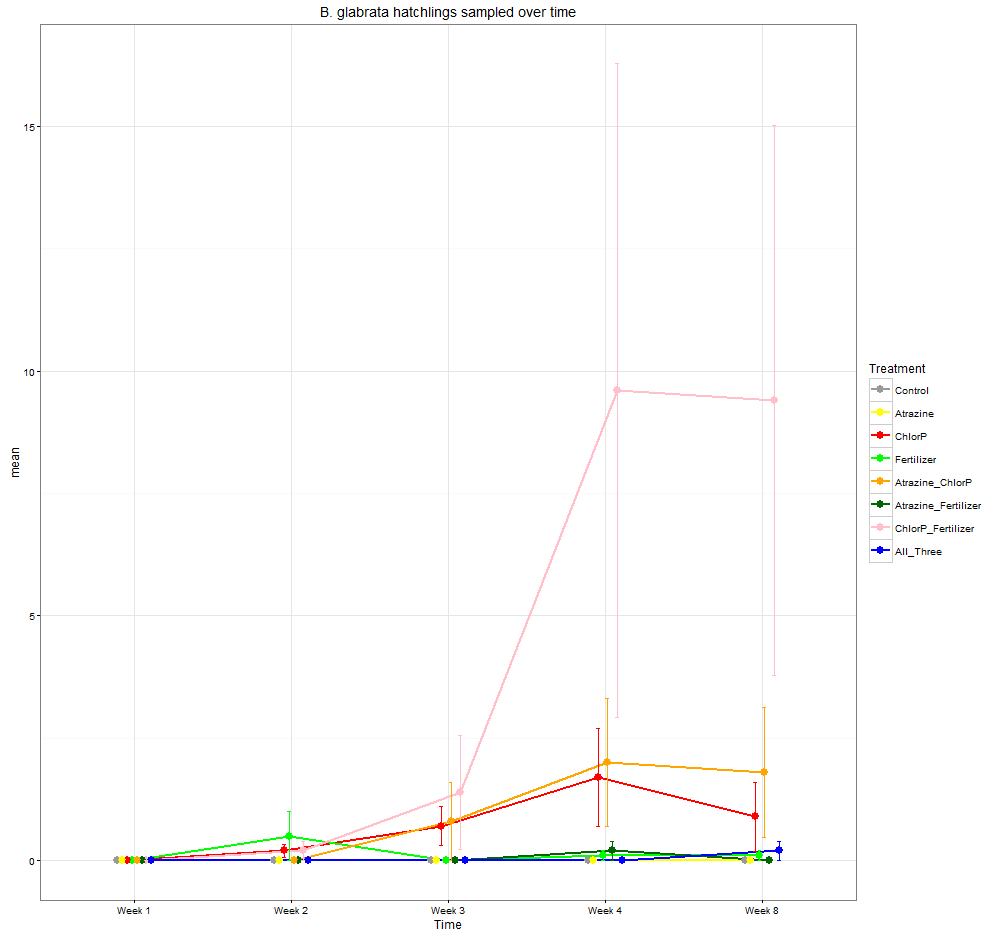 B. glabrata hatchlings sampled over time
mean
15
10
5
0
Week 1
Week 2
Week 3
Week 4
Week 8
Time
Treatment
Control
Atrazine
ChlorP
Fertilizer
Atrazine_ChlorP
Atrazine_Fertilizer
ChlorP_Fertilizer
All_Three